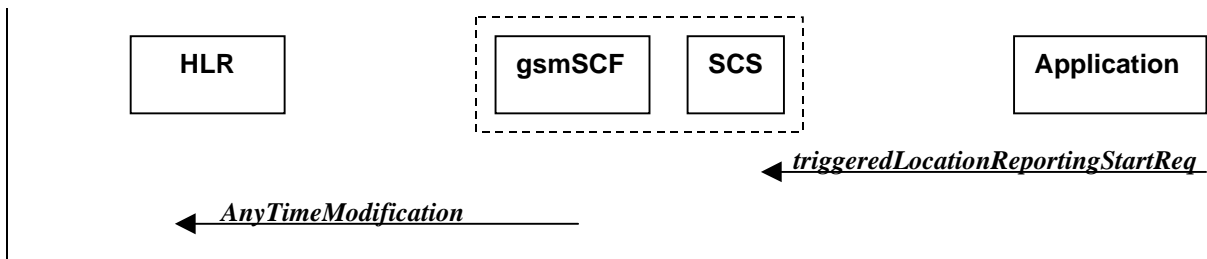 HLR gsmSCF SCS Application
triggeredLocationReportingStartReq
AnyTimeModification